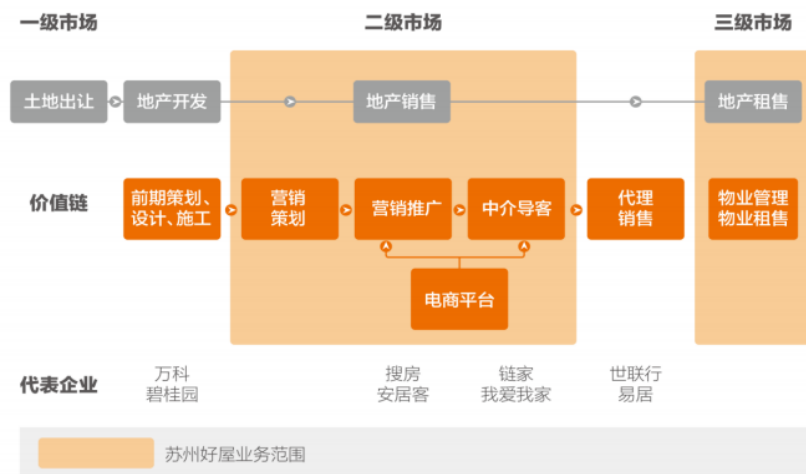 一级市场
二级市场
三级市场
土地出让
地产开发
地产销售
地产租售
价值链
前期策划、
设计、施工
营销
策划
营销推广
中介导客
代理
销售
物业管理
物业租售
电商平台
代表企业
万科
碧桂园
搜房
安居客
链家
我爱我家
世联行
易居
苏州好屋业务范围